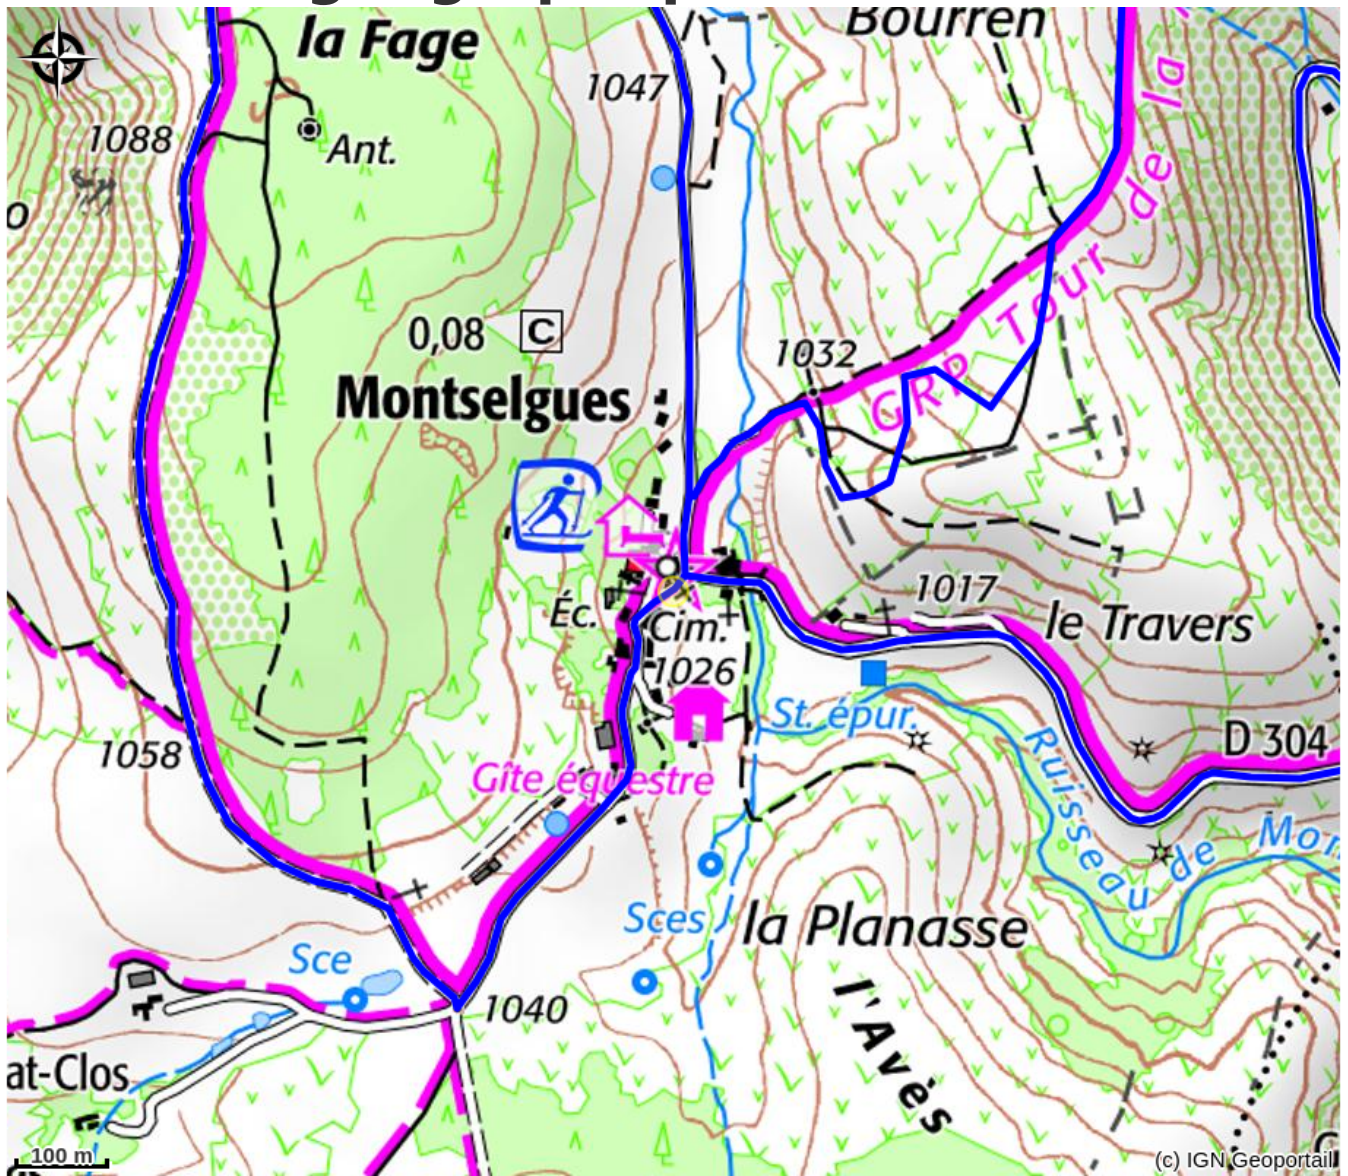 la Fage
Bourren
1047
1088
Ant.
de la
0,08 C
1032
Montselgues
GRP Tour
Éc.
Cim.
1017
le Travers
1026
St. épur.
D 304
1058
Gîte équestre
Ruisseau de Mon
Sces
la Planasse
Sce
1040
l'Avès
at-Clos
100 m
(c) IGN Geoportail